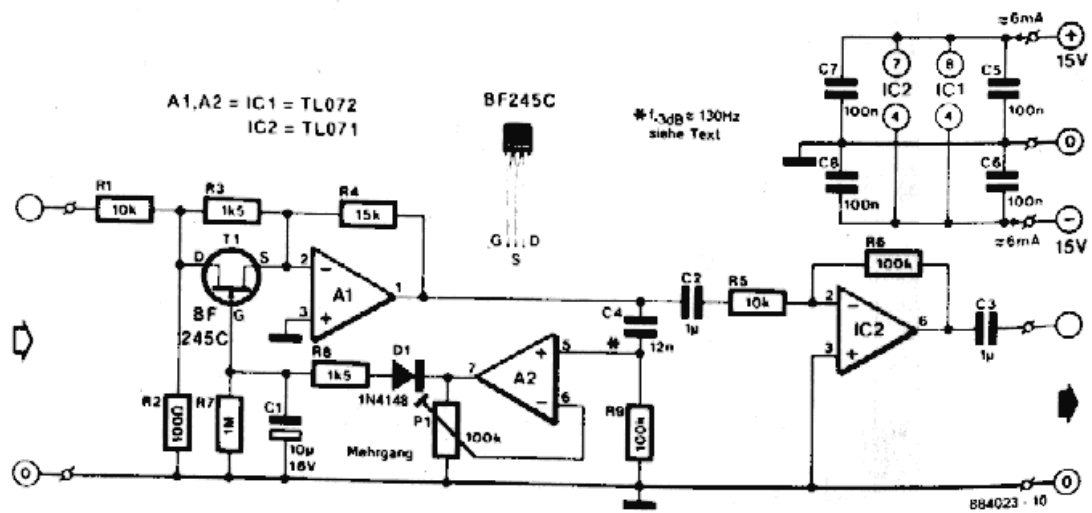 A1,A2 = IC1 = TL072
IC2 = TL071
BF245C
G S D
* f-3dB ≈ 130Hz
siehe Text
≈6mA
+
15V
C7
100n
7
IC2
4
8
IC1
4
C5
100n
0
C8
100n
C6
100n
≈6mA
−
15V
R1
10k
R3
1k5
R4
15k
T1
D
S
G
BF
245C
2
−
A1
1
3
+
C2
1µ
R5
10k
R6
100k
2
−
IC2
6
3
+
C3
1µ
C4
12n
*
R8
1k5
D1
1N4148
7
A2
+
5
−
6
P1
100k
Mehrgang
R9
100k
R2
100Ω
R7
1M
C1
10µ
16V
0
0
884023 - 10